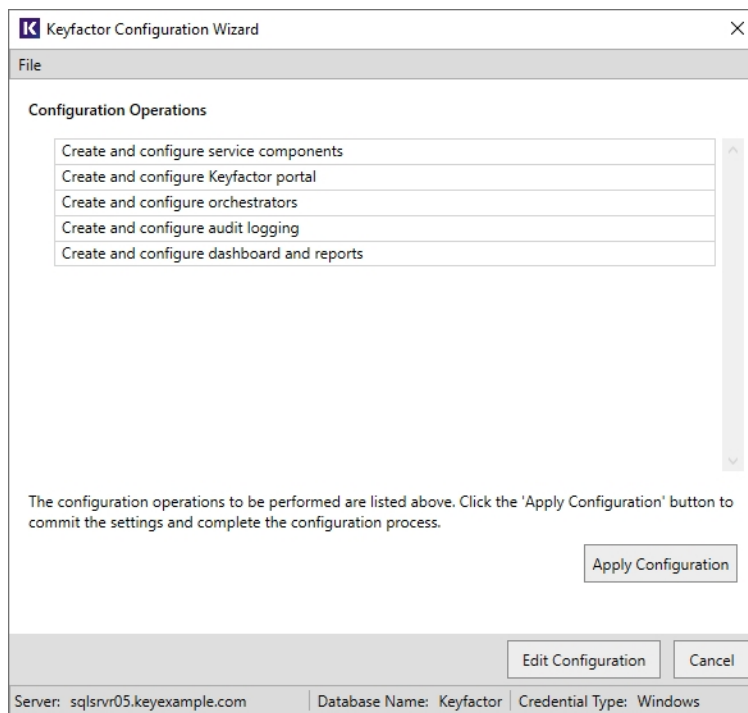 K Keyfactor Configuration Wizard
File
Configuration Operations
Create and configure service components
Create and configure Keyfactor portal
Create and configure orchestrators
Create and configure audit logging
Create and configure dashboard and reports
The configuration operations to be performed are listed above. Click the 'Apply Configuration' button to
commit the settings and complete the configuration process.
Apply Configuration
Edit Configuration Cancel
Server: sqlsrvr05.keyexample.com Database Name: Keyfactor Credential Type: Windows